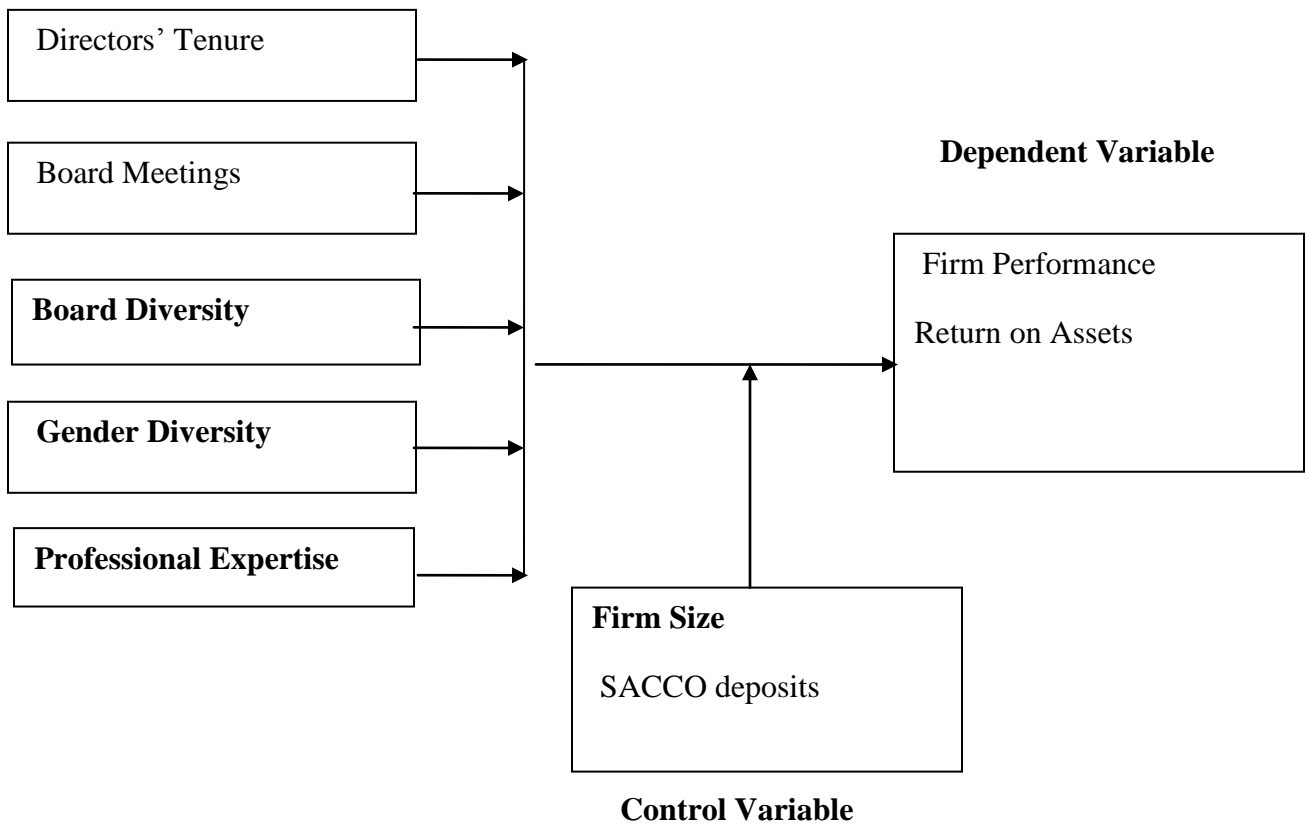 Directors’ Tenure
Board Meetings
Board Diversity
Gender Diversity
Professional Expertise
Dependent Variable
Firm Performance
Return on Assets
Firm Size
SACCO deposits
Control Variable